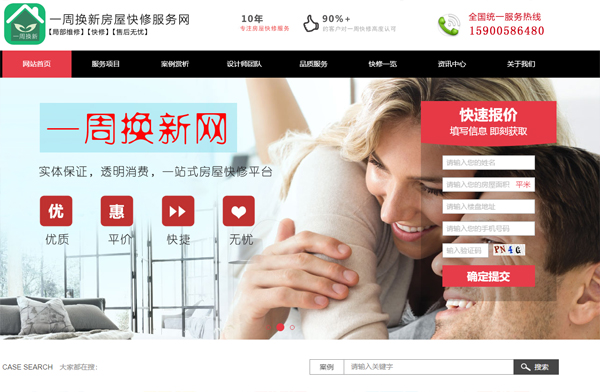 一周换新
一周换新房屋快修服务网
【局部维修】【快修】【售后无忧】
10年
专注房屋快修服务
90%+
的客户对一周快修高度认可
全国统一服务热线
15900586480
网站首页 服务项目 案例赏析 设计师团队 品质服务 快修一览 资讯中心 关于我们
一周换新网
实体保证，透明消费，一站式房屋快修平台
优 惠
优质 平价 快捷 无忧
快速报价
填写信息 即刻获取
请输入您的姓名
请输入您的房屋面积 平米
请输入楼盘地址
请输入您的手机号码
输入验证码 PN4G
确定提交
CASE SEARCH 大家都在搜：
案例 请输入关键字 搜索